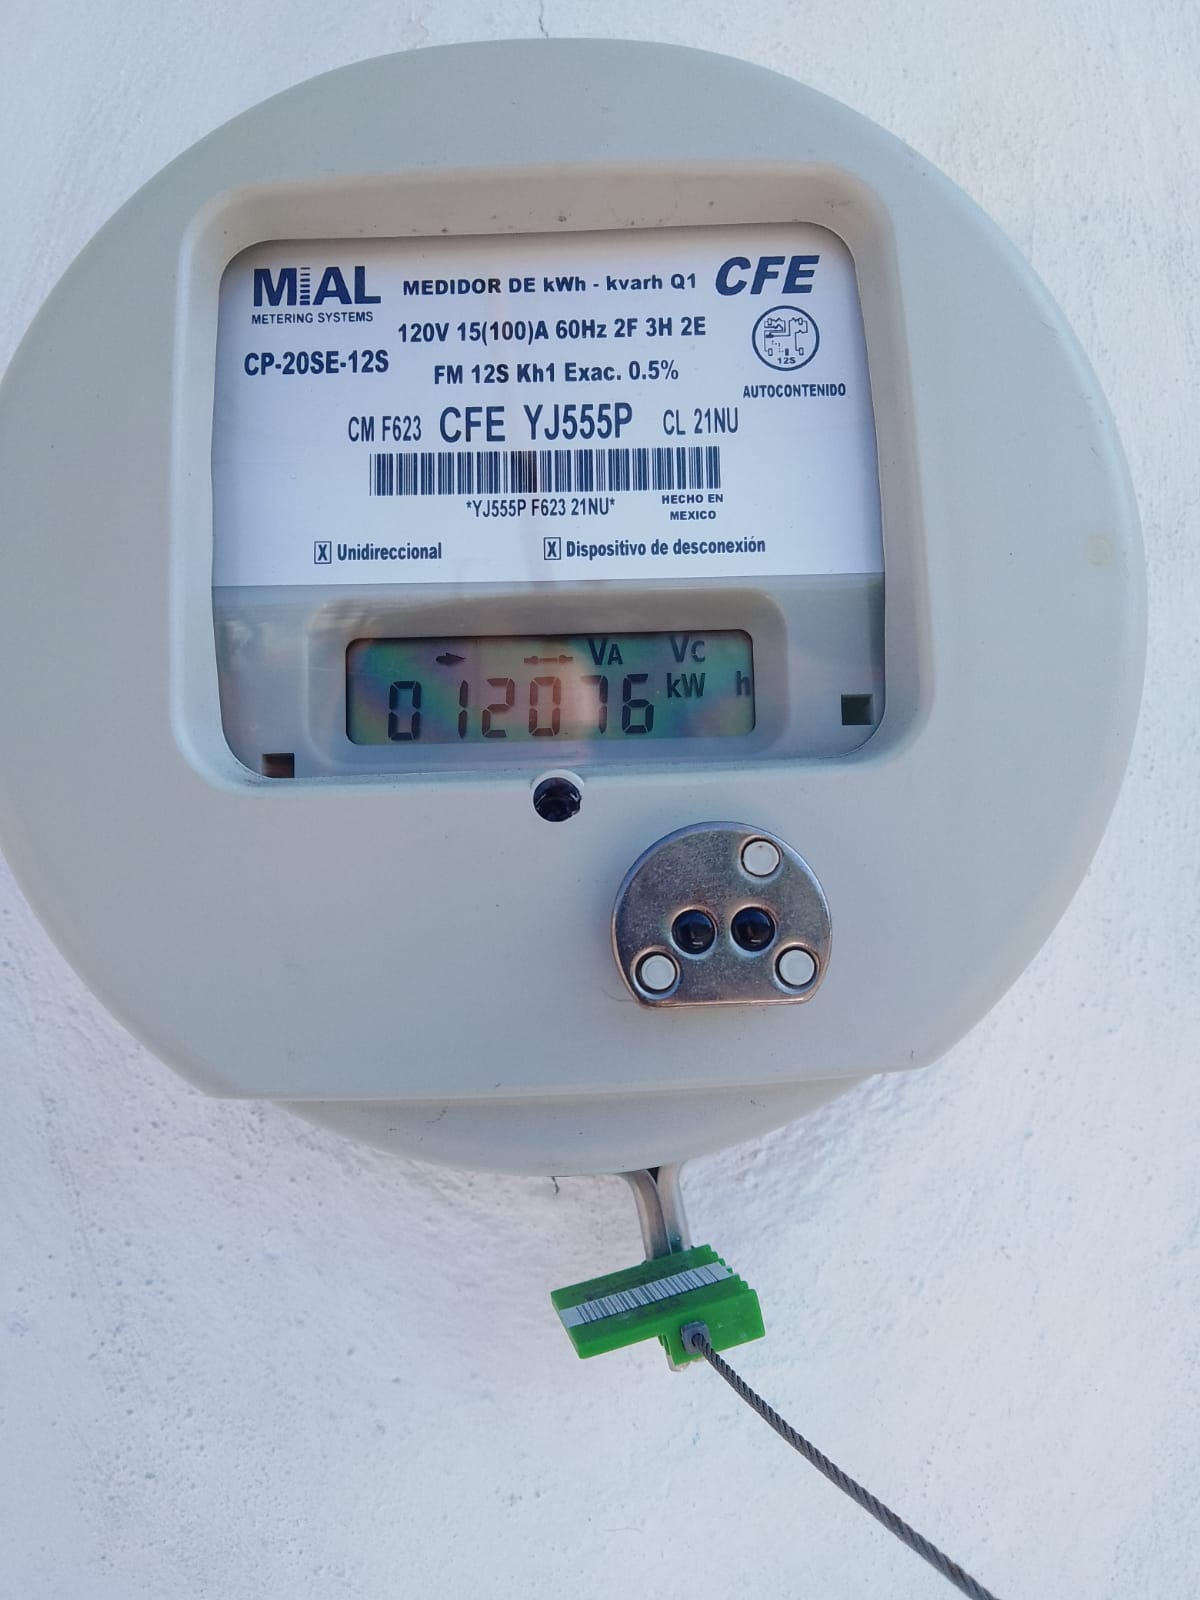 MIAL
METERING SYSTEMS
MEDIDOR DE kWh - kvarh Q1
CFE
120V 15(100)A 60Hz 2F 3H 2E
CP-20SE-12S
FM 12S Kh1 Exac. 0.5%
12S
AUTOCONTENIDO
CM F623 CFE YJ555P CL 21NU
*YJ555P F623 21NU*
HECHO EN
MEXICO
X Unidireccional
X Dispositivo de desconexión
VA VC
012076 kW h